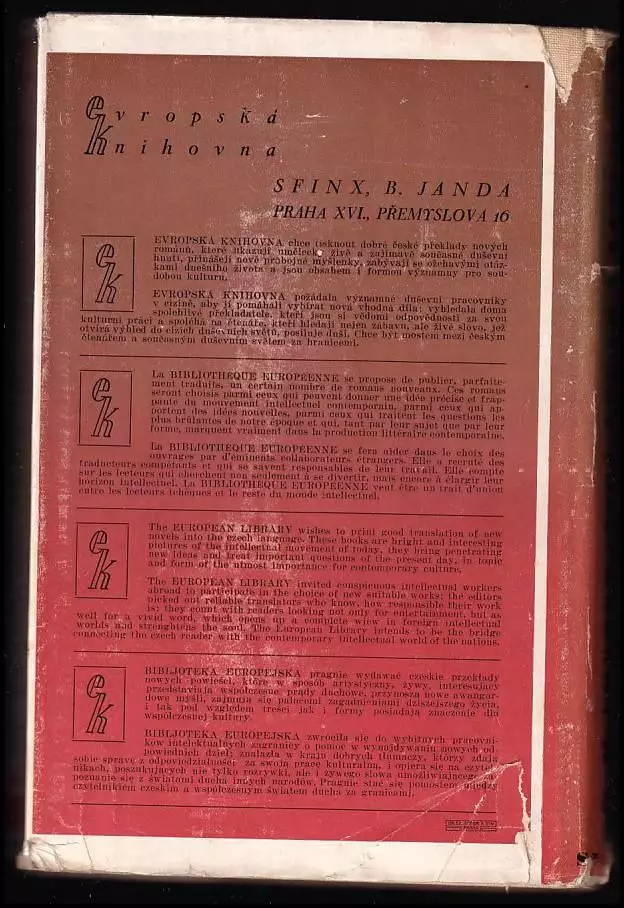 evropská
knihovna
SFINX, B. JANDA
PRAHA XVI., PŘEMYSLOVA 16
ek
EVROPSKÁ KNIHOVNA chce tisknout dobré české překlady nových
románů, které ukazují umělecky živě a zajímavě současné duševní
hnutí, přinášejí nové průbojné myšlenky, zabývají se ožehavými otáz-
kami dnešního života a jsou obsahem i formou významny pro sou-
dobou kulturu.
EVROPSKÁ KNIHOVNA požádala významné duševní pracovníky
v cizině, aby jí pomáhali vybírat nová vhodná díla; vyhledala doma
spolehlivé překladatele, kteří jsou si vědomi odpovědnosti za svou
kulturní práci a spoléhá na čtenáře, kteří hledají nejen zábavu, ale živé slovo, jež
otvírá výhled do cizích duševních světů, posiluje duši. Chce být mostem mezi českým
čtenářem a současným duševním světem za hranicemi.
ek
La BIBLIOTHÈQUE EUROPÉENNE se propose de publier, parfaite-
ment traduits, un certain nombre de romans nouveaux. Ces romans
seront choisis parmi ceux qui peuvent donner une idée précise et frap-
pante du mouvement intellectuel contemporain, parmi ceux qui ap-
portent des idées nouvelles, parmi ceux qui traitent les questions les
plus brûlantes de notre époque et qui, tant par leur sujet que par leur
forme, marquent vraiment dans la production littéraire contemporaine.
La BIBLIOTHÈQUE EUROPÉENNE se fera aider dans le choix des
ouvrages par d'éminents collaborateurs étrangers. Elle a recruté des
traducteurs compétants et qui se savent responsables de leur travail. Elle compte
sur les lecteurs qui cherchent non seulement à se divertir, mais encore à élargir leur
horizon intellectuel. La BIBLIOTHÈQUE EUROPÉENNE veut être un trait d'union
entre les lecteurs tchèques et le reste du monde intellectuel.
ek
The EUROPEAN LIBRARY wishes to print good translation of new
novels into the czech language. These books are bright and interesting
pictures of the intellectual movement of today, they bring penetrating
new ideas and treat important questions of the present day, in topic
and form of the utmost importance for contemporary culture.
The EUROPEAN LIBRARY invited conspicuous intellectual workers
abroad to participate in the choice of new suitable works; the editors
picked out reliable translators who know, how responsible their work
is; they count with readers looking not only for entertainment, but as
well for a vivid word, which opens up a complete wiew in foreign intellectual
worlds and strenghtens the soul. The European Library intends to be the bridge
connecting the czech reader with the contemporary intellectual world of the nations.
ek
BIBLJOTEKA EUROPEJSKA pragnie wydawać czeskie przekłady
nowych powieści, które w sposób artystyczny, żywy, interesujący
przedstawiają współczesne prądy duchowe, przynoszą nowe awangar-
dowe myśli, zajmują się palącemi zagadnieniami dzisiejszego życia,
i tak pod względem treści jak i formy posiadają znaczenie dla
współczesnej kultury.
BIBLJOTEKA EUROPEJSKA zwróciła się do wybitnych pracowni-
ków intelektualnych zagranicy o pomoc w wynajdywaniu nowych od-
powiednich dzieł; znalazła w kraju dobrych tłumaczy, którzy zdają
sobie sprawę z odpowiedzialności za swoją pracę kulturalną, i opiera się na czytel-
nikach, poszukujących nie tylko rozrywki, ale i żywego słowa umożliwiającego
poznanie się z światami ducha innych narodów. Pragnie stać się pomostem między
czytelnikiem czeskim a współczesnym światem ducha za granicami.